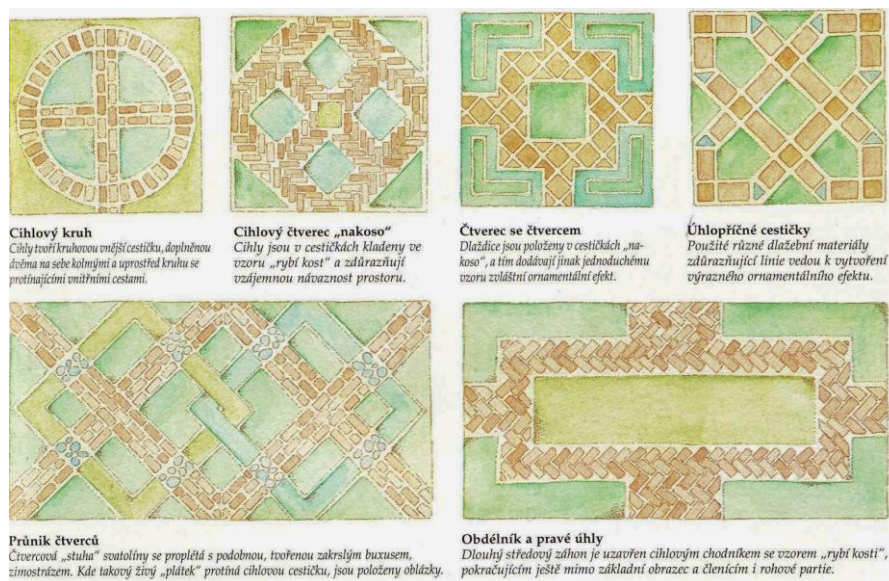 Cihlový kruh
Cihly tvoří kruhovou vnější cestičku, doplněnou
dvěma na sebe kolmými a uprostřed kruhu se
protínajícími vnitřními cestami.
Cihlový čtverec „nakoso“
Cihly jsou v cestičkách kladeny ve
vzoru „rybí kost“ a zdůrazňují
vzájemnou návaznost prostoru.
Čtverec se čtvercem
Dlaždice jsou položeny v cestičkách „na-
koso“, a tím dodávají jinak jednoduchému
vzoru zvláštní ornamentální efekt.
Úhlopříčné cestičky
Použité různé dlažební materiály
zdůrazňující linie vedou k vytvoření
výrazného ornamentálního efektu.
Průnik čtverců
Čtvercová „stuha“ svatolíny se proplétá s podobnou, tvořenou zakrslým buxusem,
zimostrázem. Kde takový živý „plátek“ protíná cihlovou cestičku, jsou položeny oblázky.
Obdélník a pravé úhly
Dlouhý středový záhon je uzavřen cihlovým chodníkem se vzorem „rybí kosti“,
pokračujícím ještě mimo základní obrazec a členícím i rohové partie.